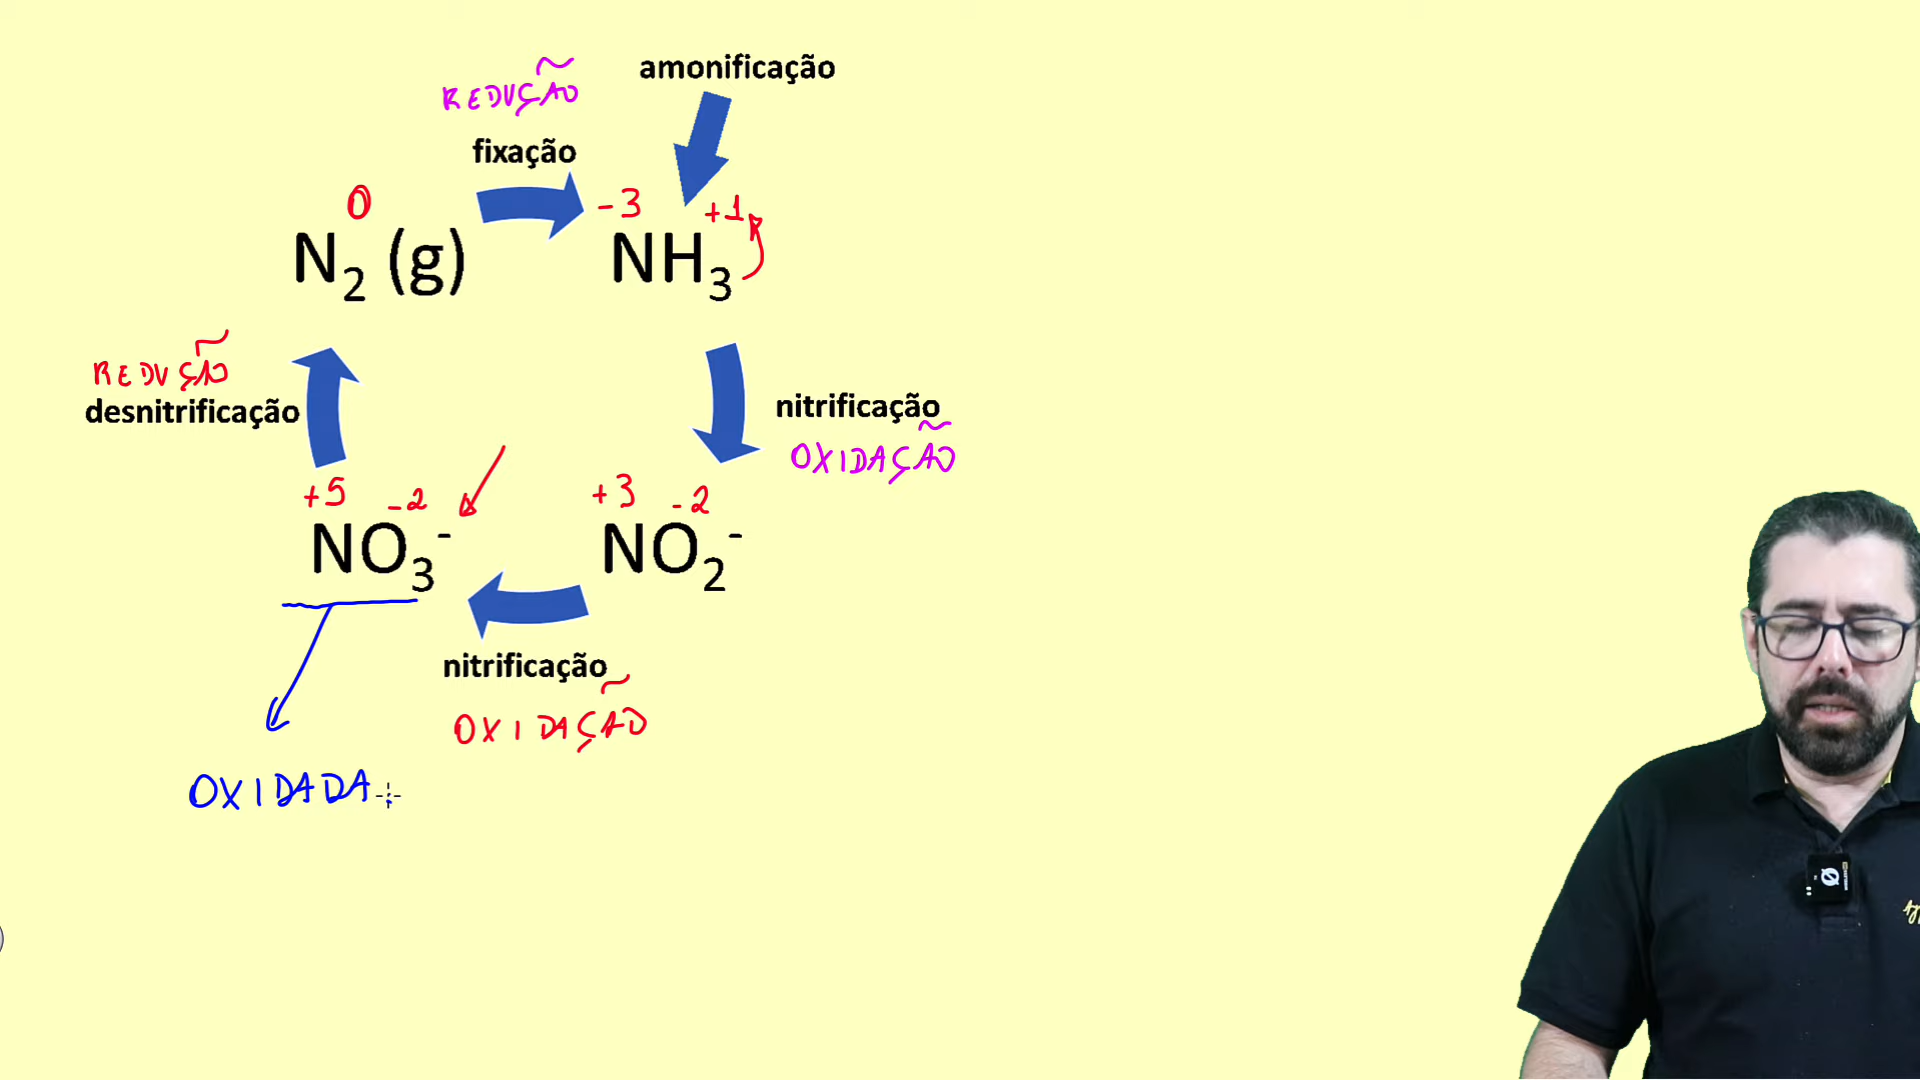 amonificação
REDUÇÃO
fixação
0
-3 +1
N₂ (g)
NH₃
REDUÇÃO
desnitrificação
nitrificação
OXIDAÇÃO
+5 -2
+3 -2
NO₃⁻
NO₂⁻
nitrificação
OXIDAÇÃO
OXIDADA